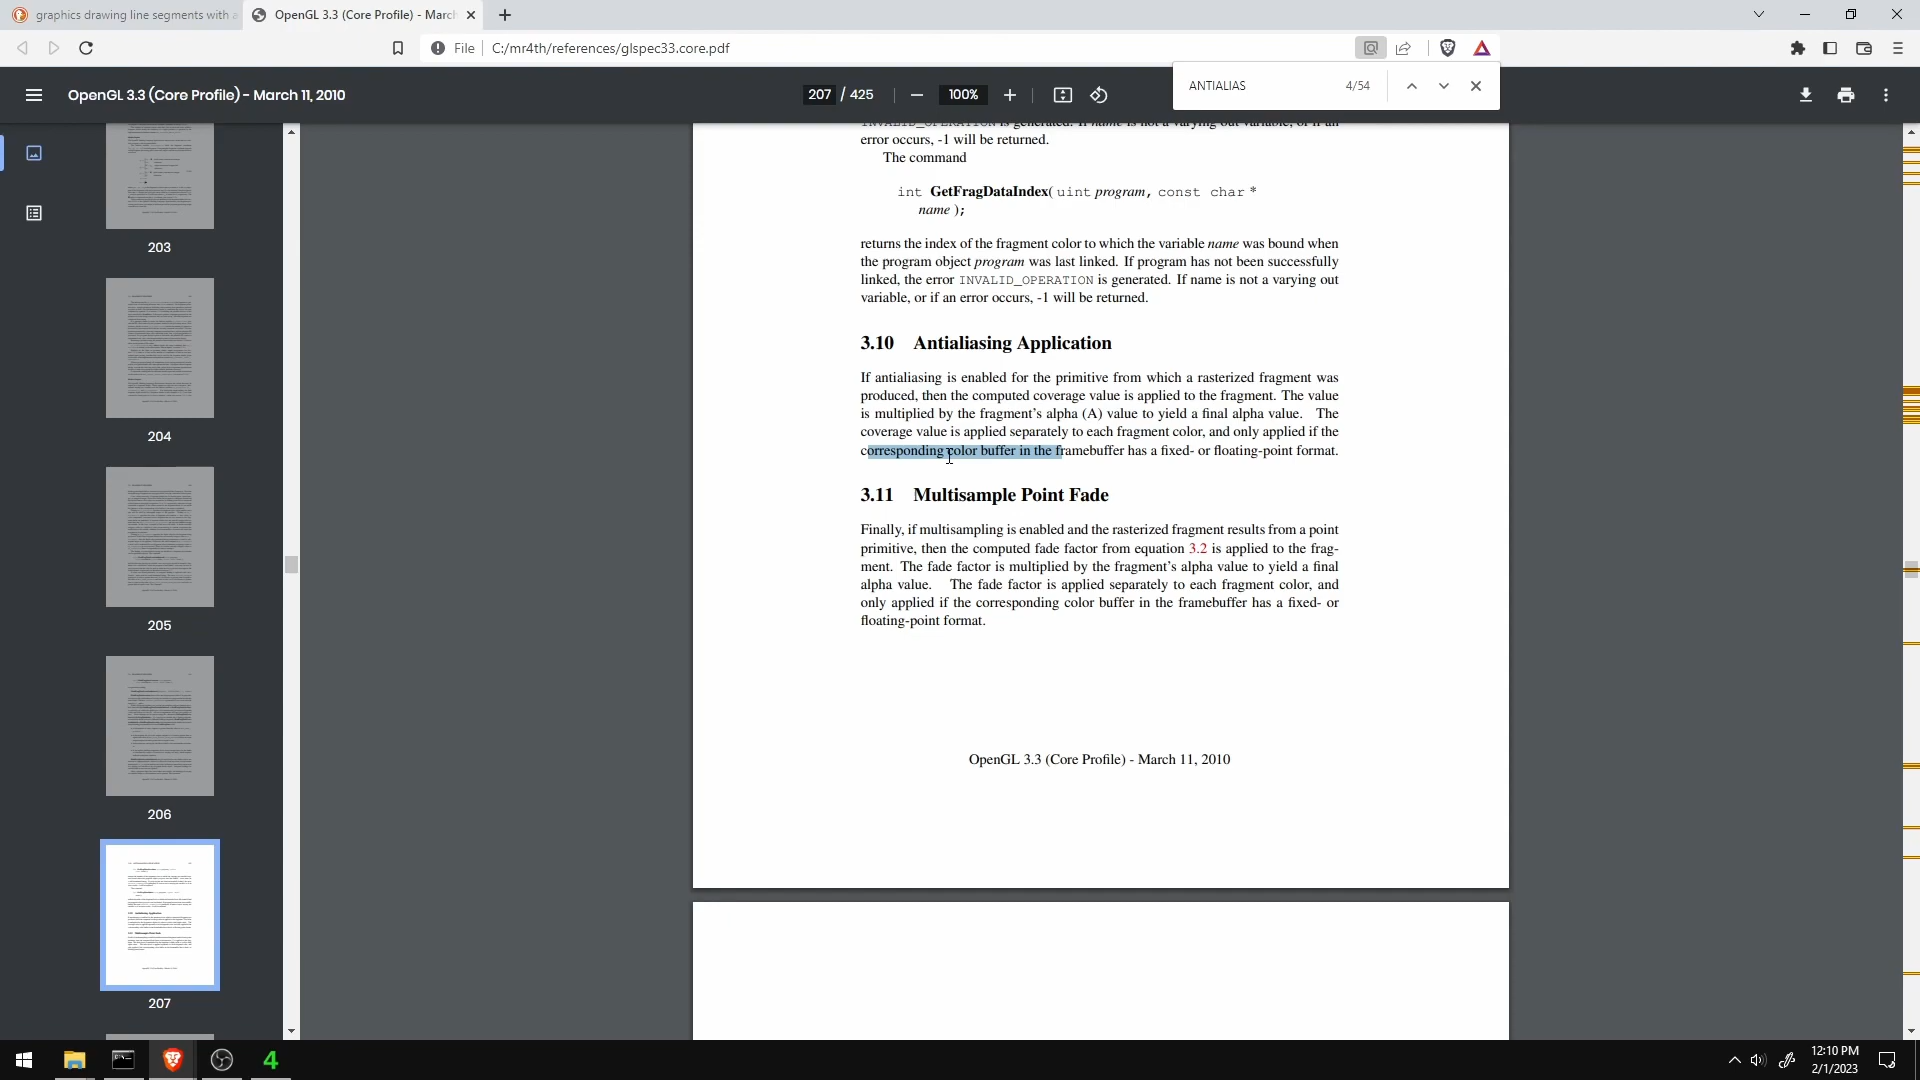 graphics drawing line segments with a
OpenGL 3.3 (Core Profile) - March
File
C:/mr4th/references/glspec33.core.pdf
ANTIALIAS
4/54
OpenGL 3.3 (Core Profile) - March 11, 2010
207 / 425
100%
203
204
205
206
207
error occurs, -1 will be returned.
The command
int GetFragDataIndex( uint program, const char *
name );
returns the index of the fragment color to which the variable name was bound when
the program object program was last linked. If program has not been successfully
linked, the error INVALID_OPERATION is generated. If name is not a varying out
variable, or if an error occurs, -1 will be returned.
3.10 Antialiasing Application
If antialiasing is enabled for the primitive from which a rasterized fragment was
produced, then the computed coverage value is applied to the fragment. The value
is multiplied by the fragment's alpha (A) value to yield a final alpha value. The
coverage value is applied separately to each fragment color, and only applied if the
corresponding color buffer in the framebuffer has a fixed- or floating-point format.
3.11 Multisample Point Fade
Finally, if multisampling is enabled and the rasterized fragment results from a point
primitive, then the computed fade factor from equation 3.2 is applied to the frag-
ment. The fade factor is multiplied by the fragment's alpha value to yield a final
alpha value. The fade factor is applied separately to each fragment color, and
only applied if the corresponding color buffer in the framebuffer has a fixed- or
floating-point format.
OpenGL 3.3 (Core Profile) - March 11, 2010
4
12:10 PM
2/1/2023